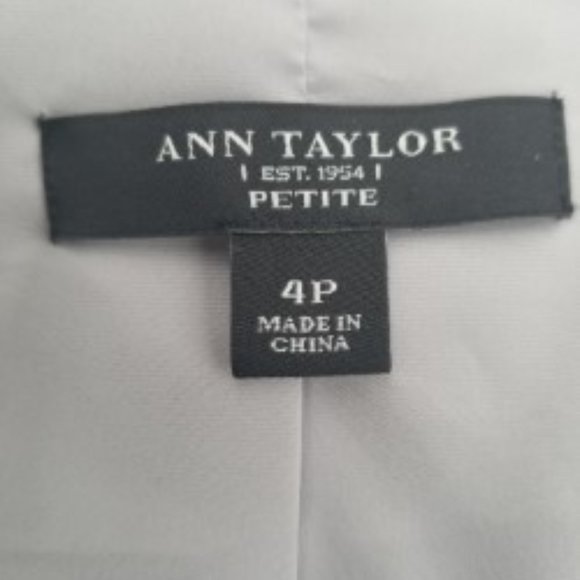 ANN TAYLOR
| EST. 1954 |
PETITE
4P
MADE IN
CHINA